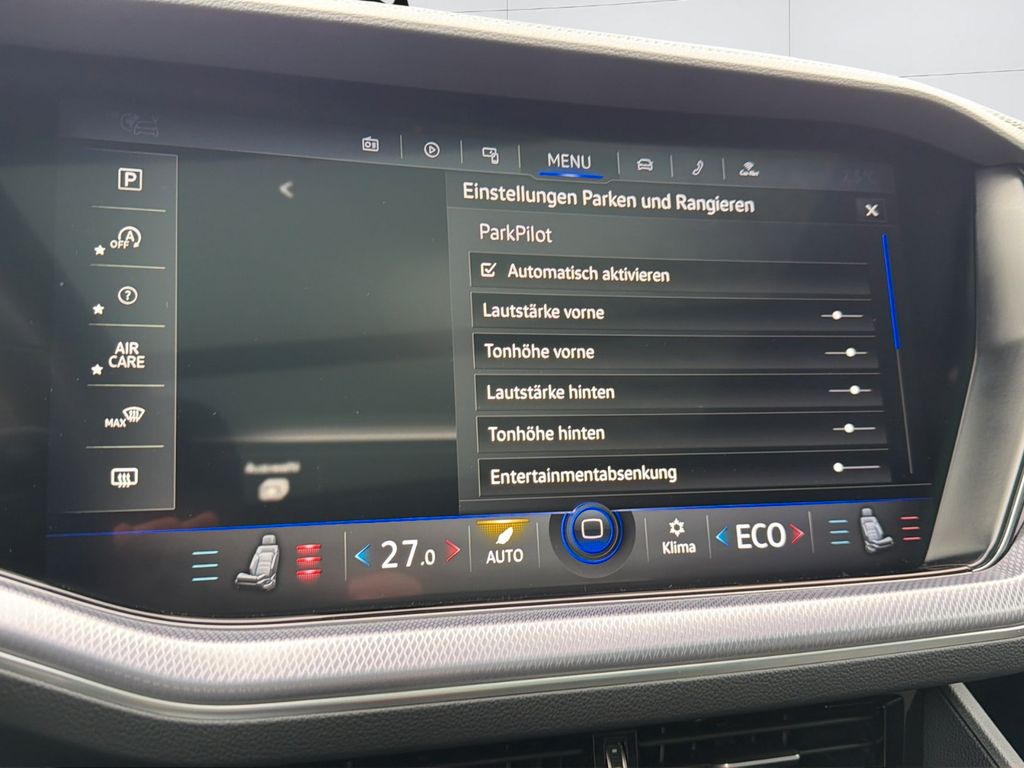 MENU
Einstellungen Parken und Rangieren
ParkPilot
Automatisch aktivieren
Lautstärke vorne
Tonhöhe vorne
Lautstärke hinten
Tonhöhe hinten
Entertainmentabsenkung
P
A
OFF
?
AIR
CARE
MAX
27.0
AUTO
Klima
ECO